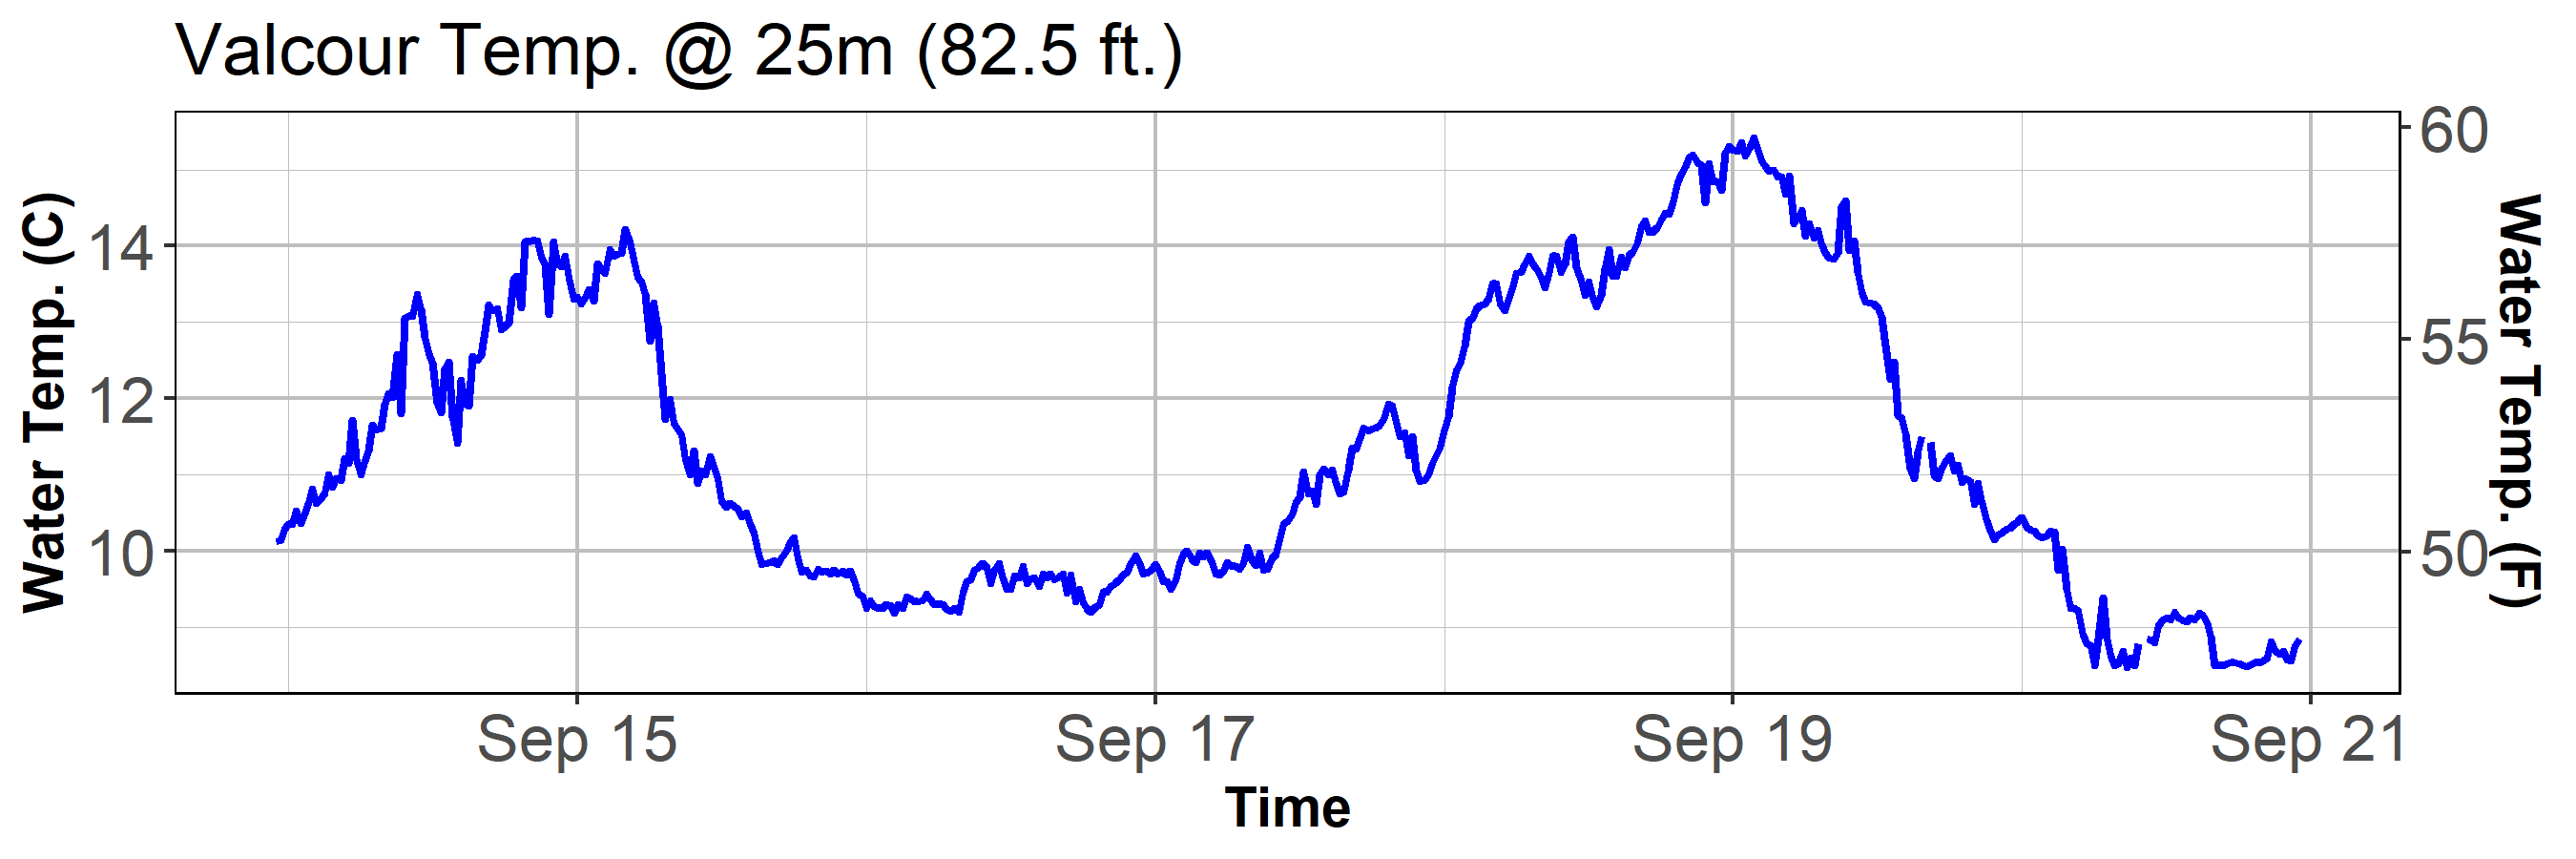 Valcour Temp. @ 25m (82.5 ft.)
Water Temp. (C)
14
12
10
60
55
50
Water Temp. (F)
Sep 15 Sep 17 Sep 19 Sep 21
Time